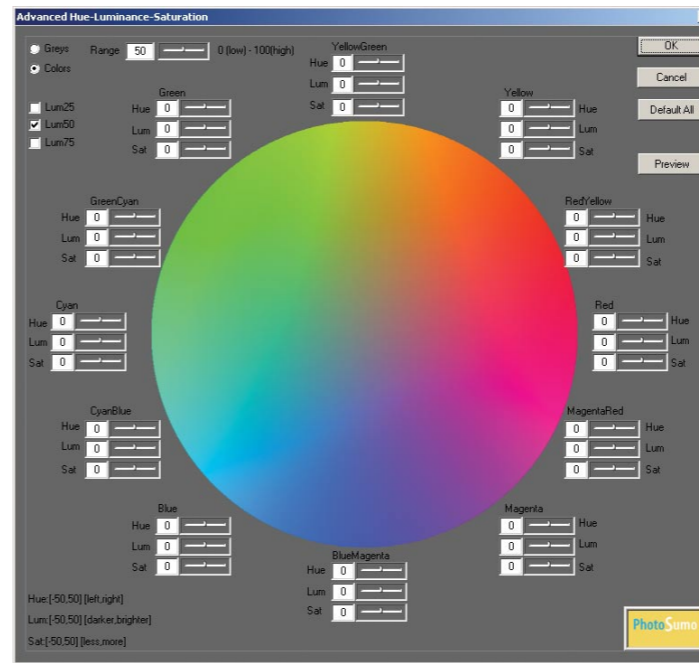 Advanced Hue-Luminance-Saturation
Greys
Colors
Range 50 0 (low) - 100(high)
Lum25
Lum50
Lum75
YellowGreen
Hue 0
Lum 0
Sat 0
Green
Hue 0
Lum 0
Sat 0
Yellow
0 Hue
0 Lum
0 Sat
OK
Cancel
Default All
Preview
GreenCyan
Hue 0
Lum 0
Sat 0
RedYellow
0 Hue
0 Lum
0 Sat
Cyan
Hue 0
Lum 0
Sat 0
Red
0 Hue
0 Lum
0 Sat
CyanBlue
Hue 0
Lum 0
Sat 0
MagentaRed
0 Hue
0 Lum
0 Sat
Blue
Hue 0
Lum 0
Sat 0
Magenta
0 Hue
0 Lum
0 Sat
BlueMagenta
Hue 0
Lum 0
Sat 0
Hue:[-50,50] [left,right]
Lum:[-50,50] [darker,brighter]
Sat:[-50,50] [less,more]
PhotoSumo